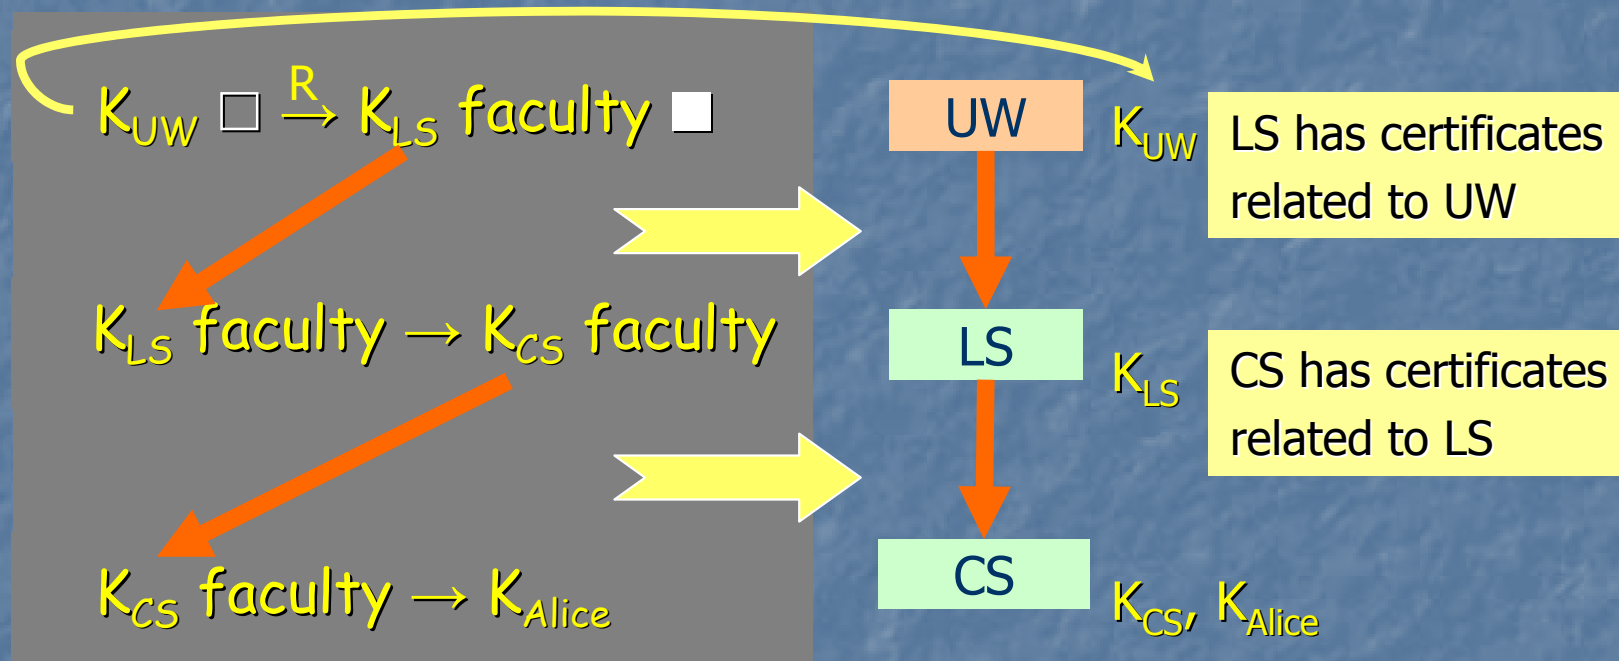 K_UW □ →^R K_LS faculty ■
K_LS faculty → K_CS faculty
K_CS faculty → K_Alice
UW
K_UW
LS has certificates
related to UW
LS
K_LS
CS has certificates
related to LS
CS
K_CS, K_Alice